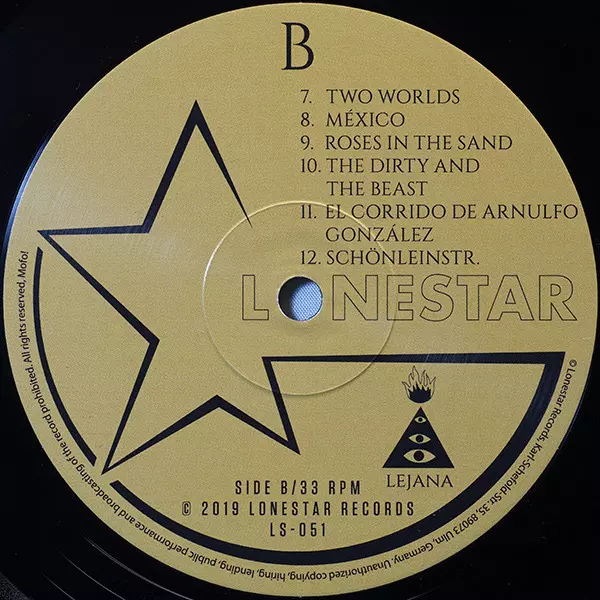 B
7. TWO WORLDS
8. MÉXICO
9. ROSES IN THE SAND
10. THE DIRTY AND
THE BEAST
11. EL CORRIDO DE ARNULFO
GONZÁLEZ
12. SCHÖNLEINSTR.
LONESTAR
LEJANA
SIDE B/33 RPM
© 2019 LONESTAR RECORDS
LS-051
© Lonestar Records, Karl-Schefold-Str. 35, 89073 Ulm, Germany. Unauthorized copying, hiring, lending, public performance and broadcasting of the record prohibited. All rights reserved, Mofo!